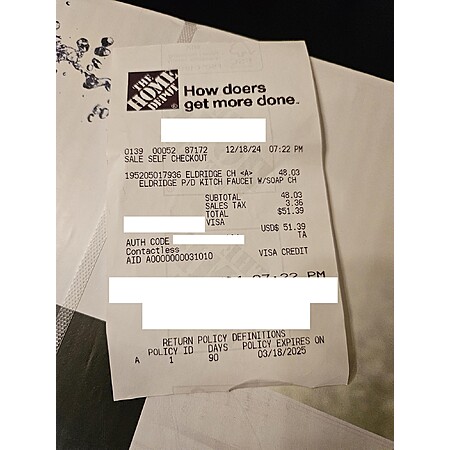 THE
HOME
DEPOT
How doers
get more done.
0139 00052 87172 12/18/24 07:22 PM
SALE SELF CHECKOUT
195205017936 ELDRIDGE CH <A> 48.03
ELDRIDGE P/D KITCH FAUCET W/SOAP CH
SUBTOTAL 48.03
SALES TAX 3.36
TOTAL $51.39
VISA
USD$ 51.39
AUTH CODE TA
Contactless VISA CREDIT
AID A0000000031010
07:22 PM
RETURN POLICY DEFINITIONS
POLICY ID DAYS POLICY EXPIRES ON
A 1 90 03/18/2025